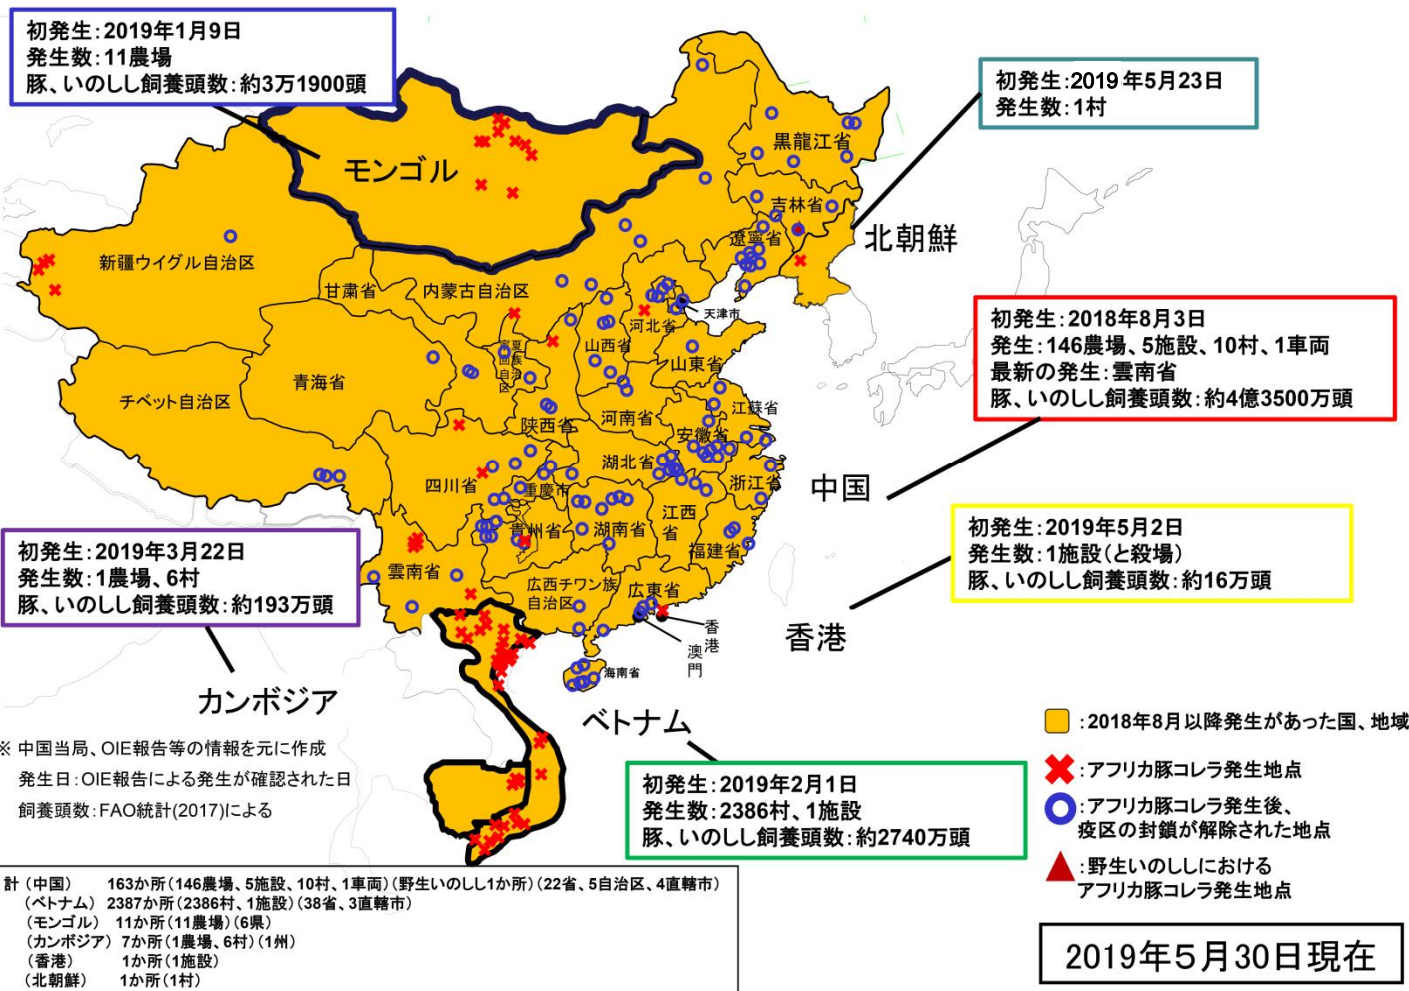 初発生：2019年1月9日
発生数：11農場
豚、いのしし飼養頭数：約3万1900頭
初発生：2019年5月23日
発生数：1村
黒龍江省
モンゴル
吉林省
北朝鮮
遼寧省
新疆ウイグル自治区
甘粛省
内蒙古自治区
天津市
河北省
初発生：2018年8月3日
発生：146農場、5施設、10村、1車両
最新の発生：雲南省
豚、いのしし飼養頭数：約4億3500万頭
寧夏回族自治区
山西省
山東省
青海省
チベット自治区
陝西省
河南省
江蘇省
安徽省
湖北省
四川省
重慶市
浙江省
中国
江西省
貴州省
湖南省
福建省
初発生：2019年5月2日
発生数：1施設（と殺場）
豚、いのしし飼養頭数：約16万頭
初発生：2019年3月22日
発生数：1農場、6村
豚、いのしし飼養頭数：約193万頭
雲南省
広西チワン族
自治区
広東省
香港
澳門
香港
海南省
カンボジア
ベトナム
※ 中国当局、OIE報告等の情報を元に作成
発生日：OIE報告による発生が確認された日
飼養頭数：FAO統計(2017)による
初発生：2019年2月1日
発生数：2386村、1施設
豚、いのしし飼養頭数：約2740万頭
：2018年8月以降発生があった国、地域
：アフリカ豚コレラ発生地点
：アフリカ豚コレラ発生後、
疫区の封鎖が解除された地点
：野生いのししにおける
アフリカ豚コレラ発生地点
計（中国） 163か所（146農場、5施設、10村、1車両）（野生いのしし1か所）（22省、5自治区、4直轄市）
（ベトナム） 2387か所（2386村、1施設）（38省、3直轄市）
（モンゴル） 11か所（11農場）（6県）
（カンボジア） 7か所（1農場、6村）（1州）
（香港） 1か所（1施設）
（北朝鮮） 1か所（1村）
2019年5月30日現在